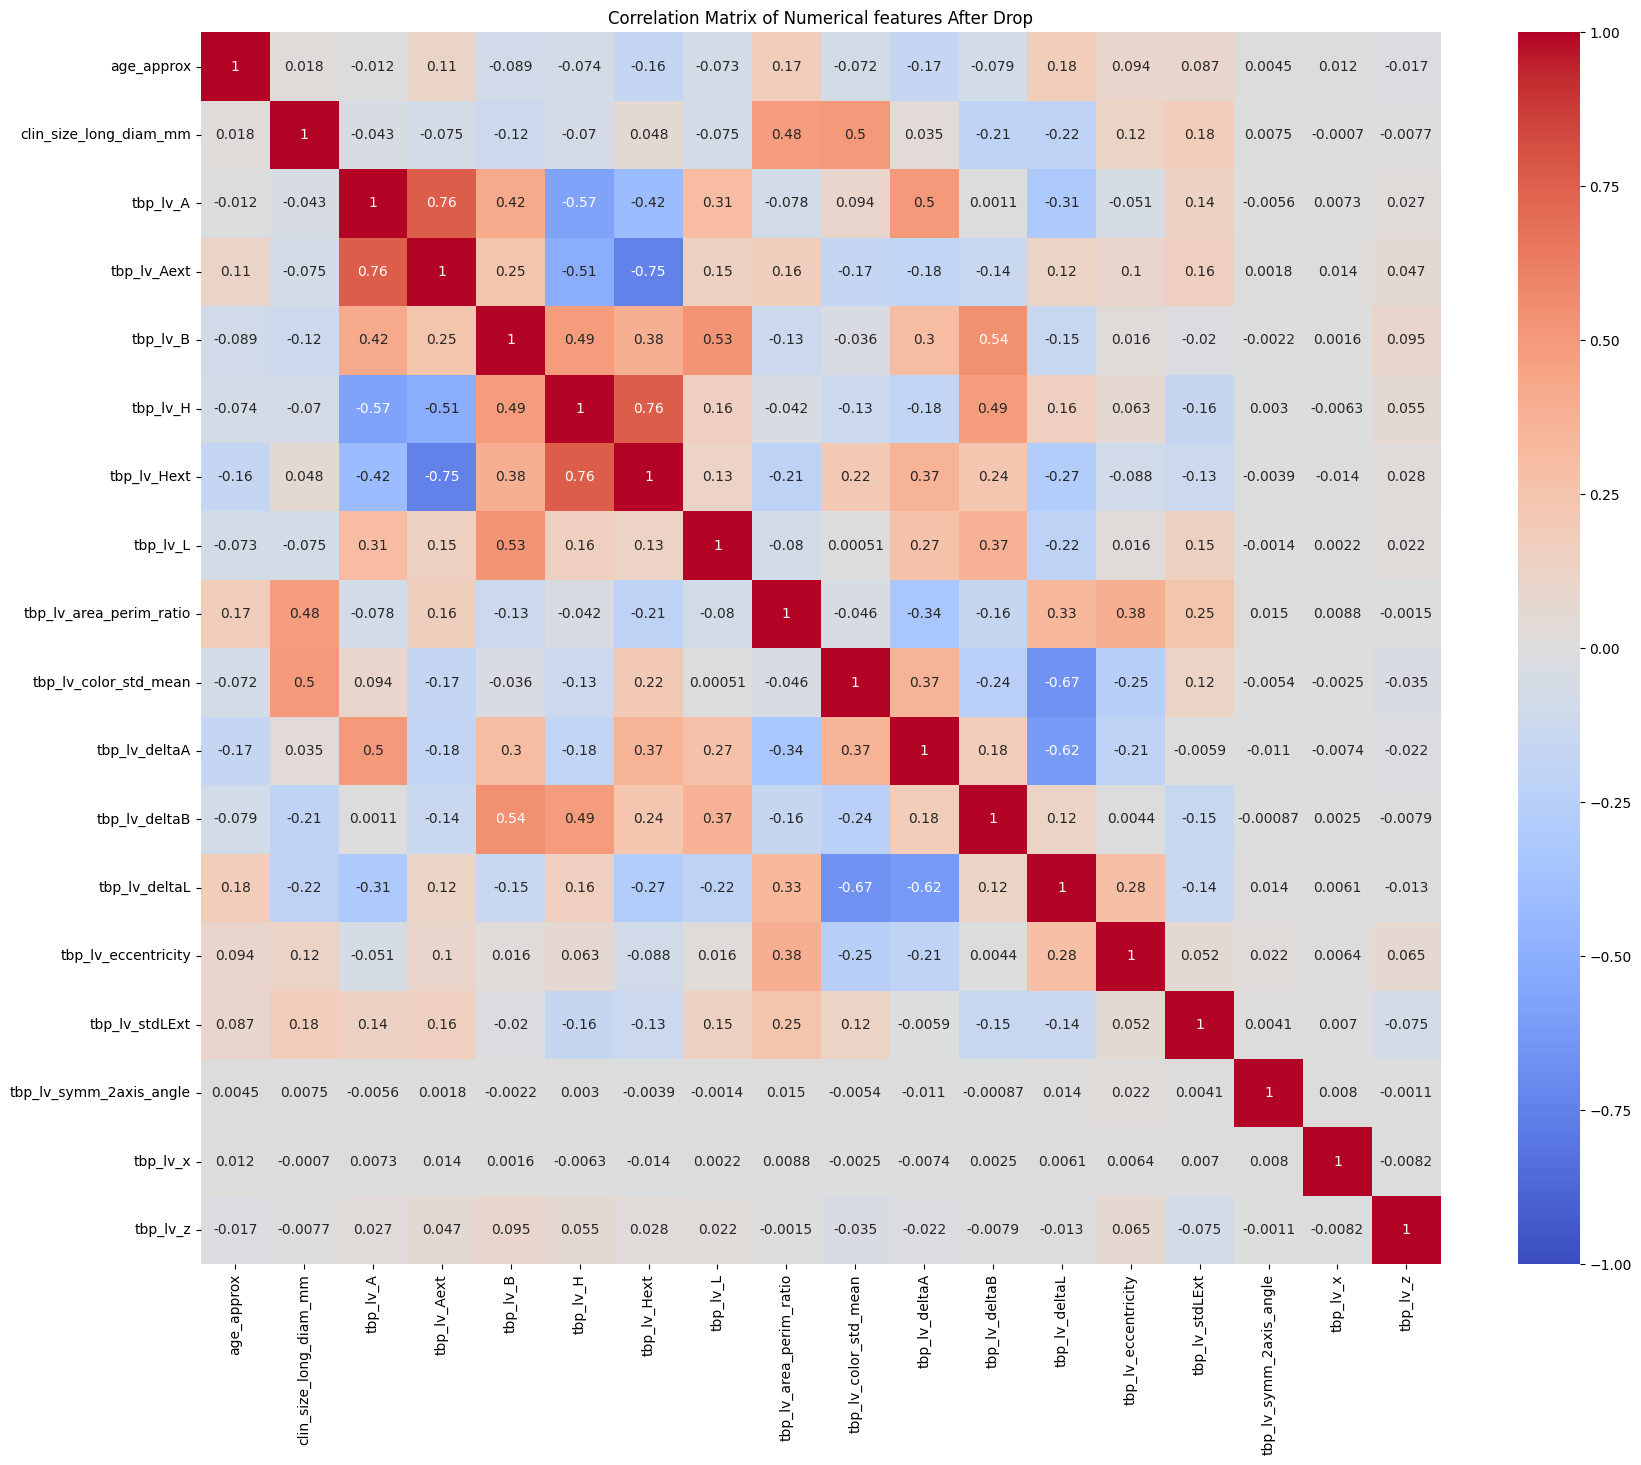 Correlation Matrix of Numerical features After Drop
age_approx 1 0.018 -0.012 0.11 -0.089 -0.074 -0.16 -0.073 0.17 -0.072 -0.17 -0.079 0.18 0.094 0.087 0.0045 0.012 -0.017
clin_size_long_diam_mm 0.018 1 -0.043 -0.075 -0.12 -0.07 0.048 -0.075 0.48 0.5 0.035 -0.21 -0.22 0.12 0.18 0.0075 -0.0007 -0.0077
tbp_lv_A -0.012 -0.043 1 0.76 0.42 -0.57 -0.42 0.31 -0.078 0.094 0.5 0.0011 -0.31 -0.051 0.14 -0.0056 0.0073 0.027
tbp_lv_Aext 0.11 -0.075 0.76 1 0.25 -0.51 -0.75 0.15 0.16 -0.17 -0.18 -0.14 0.12 0.1 0.16 0.0018 0.014 0.047
tbp_lv_B -0.089 -0.12 0.42 0.25 1 0.49 0.38 0.53 -0.13 -0.036 0.3 0.54 -0.15 0.016 -0.02 -0.0022 0.0016 0.095
tbp_lv_H -0.074 -0.07 -0.57 -0.51 0.49 1 0.76 0.16 -0.042 -0.13 -0.18 0.49 0.16 0.063 -0.16 0.003 -0.0063 0.055
tbp_lv_Hext -0.16 0.048 -0.42 -0.75 0.38 0.76 1 0.13 -0.21 0.22 0.37 0.24 -0.27 -0.088 -0.13 -0.0039 -0.014 0.028
tbp_lv_L -0.073 -0.075 0.31 0.15 0.53 0.16 0.13 1 -0.08 0.00051 0.27 0.37 -0.22 0.016 0.15 -0.0014 0.0022 0.022
tbp_lv_area_perim_ratio 0.17 0.48 -0.078 0.16 -0.13 -0.042 -0.21 -0.08 1 -0.046 -0.34 -0.16 0.33 0.38 0.25 0.015 0.0088 -0.0015
tbp_lv_color_std_mean -0.072 0.5 0.094 -0.17 -0.036 -0.13 0.22 0.00051 -0.046 1 0.37 -0.24 -0.67 -0.25 0.12 -0.0054 -0.0025 -0.035
tbp_lv_deltaA -0.17 0.035 0.5 -0.18 0.3 -0.18 0.37 0.27 -0.34 0.37 1 0.18 -0.62 -0.21 -0.0059 -0.011 -0.0074 -0.022
tbp_lv_deltaB -0.079 -0.21 0.0011 -0.14 0.54 0.49 0.24 0.37 -0.16 -0.24 0.18 1 0.12 0.0044 -0.15 -0.00087 0.0025 -0.0079
tbp_lv_deltaL 0.18 -0.22 -0.31 0.12 -0.15 0.16 -0.27 -0.22 0.33 -0.67 -0.62 0.12 1 0.28 -0.14 0.014 0.0061 -0.013
tbp_lv_eccentricity 0.094 0.12 -0.051 0.1 0.016 0.063 -0.088 0.016 0.38 -0.25 -0.21 0.0044 0.28 1 0.052 0.022 0.0064 0.065
tbp_lv_stdLExt 0.087 0.18 0.14 0.16 -0.02 -0.16 -0.13 0.15 0.25 0.12 -0.0059 -0.15 -0.14 0.052 1 0.0041 0.007 -0.075
tbp_lv_symm_2axis_angle 0.0045 0.0075 -0.0056 0.0018 -0.0022 0.003 -0.0039 -0.0014 0.015 -0.0054 -0.011 -0.00087 0.014 0.022 0.0041 1 0.008 -0.0011
tbp_lv_x 0.012 -0.0007 0.0073 0.014 0.0016 -0.0063 -0.014 0.0022 0.0088 -0.0025 -0.0074 0.0025 0.0061 0.0064 0.007 0.008 1 -0.0082
tbp_lv_z -0.017 -0.0077 0.027 0.047 0.095 0.055 0.028 0.022 -0.0015 -0.035 -0.022 -0.0079 -0.013 0.065 -0.075 -0.0011 -0.0082 1
age_approx
clin_size_long_diam_mm
tbp_lv_A
tbp_lv_Aext
tbp_lv_B
tbp_lv_H
tbp_lv_Hext
tbp_lv_L
tbp_lv_area_perim_ratio
tbp_lv_color_std_mean
tbp_lv_deltaA
tbp_lv_deltaB
tbp_lv_deltaL
tbp_lv_eccentricity
tbp_lv_stdLExt
tbp_lv_symm_2axis_angle
tbp_lv_x
tbp_lv_z
1.00
0.75
0.50
0.25
0.00
−0.25
−0.50
−0.75
−1.00